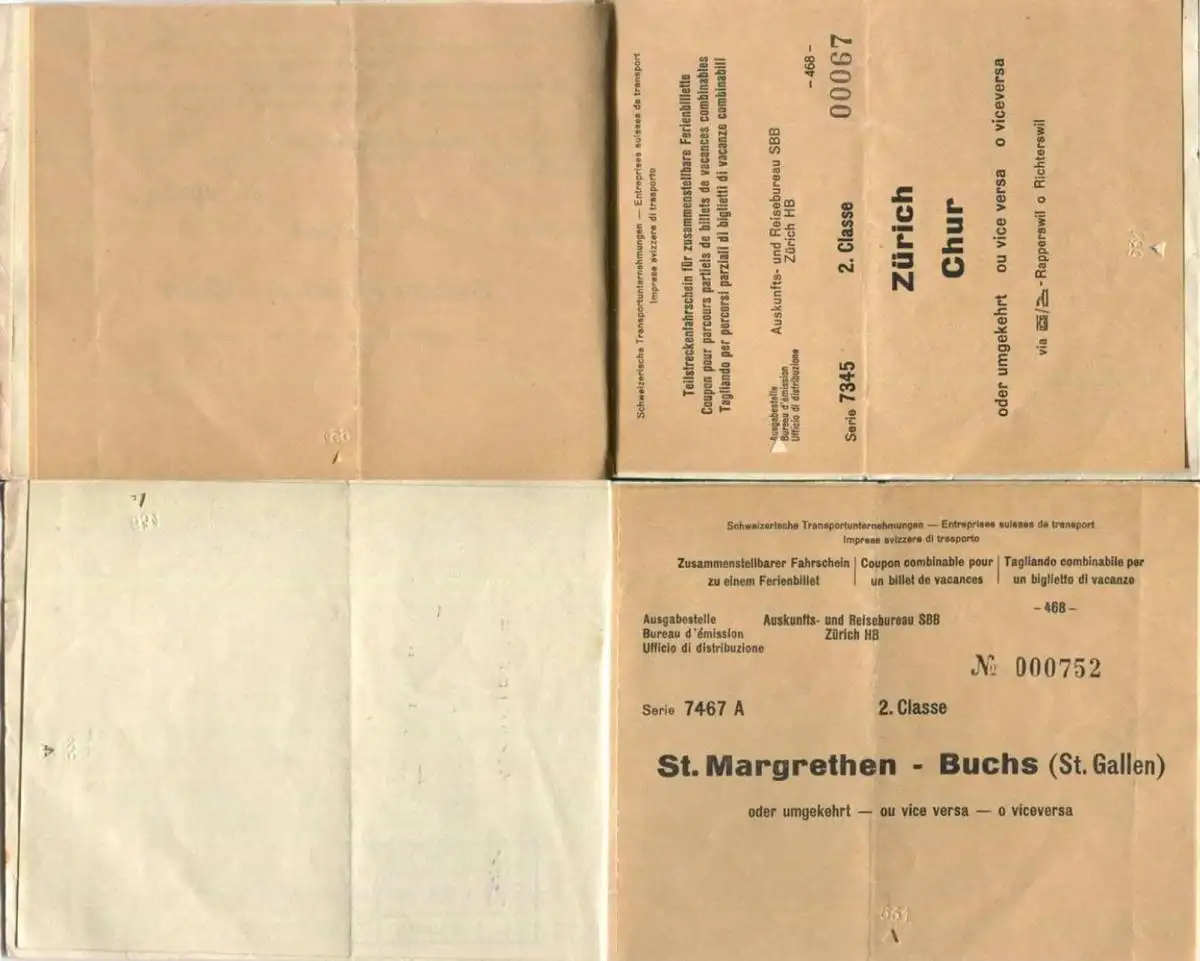 Schweizerische Transportunternehmungen — Entreprises suisses de transport
Imprese svizzere di trasporto
Teilstreckenfahrschein für zusammenstellbare Ferienbillette
Coupon pour parcours partiels de billets de vacances combinables
Tagliando per percorsi parziali di biglietti di vacanze combinabili
- 468 -
Ausgabestelle
Bureau d'émission
Ufficio di distribuzione
Auskunfts- und Reisebureau SBB
Zürich HB
Serie 7345 2. Classe 00067
Zürich
Chur
oder umgekehrt ou vice versa o viceversa
via / -Rapperswil o Richterswil
534
Schweizerische Transportunternehmungen — Entreprises suisses de transport
Imprese svizzere di trasporto
Zusammenstellbarer Fahrschein zu einem Ferienbillet
Coupon combinable pour un billet de vacances
Tagliando combinabile per un biglietto di vacanze
- 468 -
Ausgabestelle
Bureau d'émission
Ufficio di distribuzione
Auskunfts- und Reisebureau SBB
Zürich HB
№ 000752
Serie 7467 A 2. Classe
St. Margrethen - Buchs (St. Gallen)
oder umgekehrt — ou vice versa — o viceversa
534